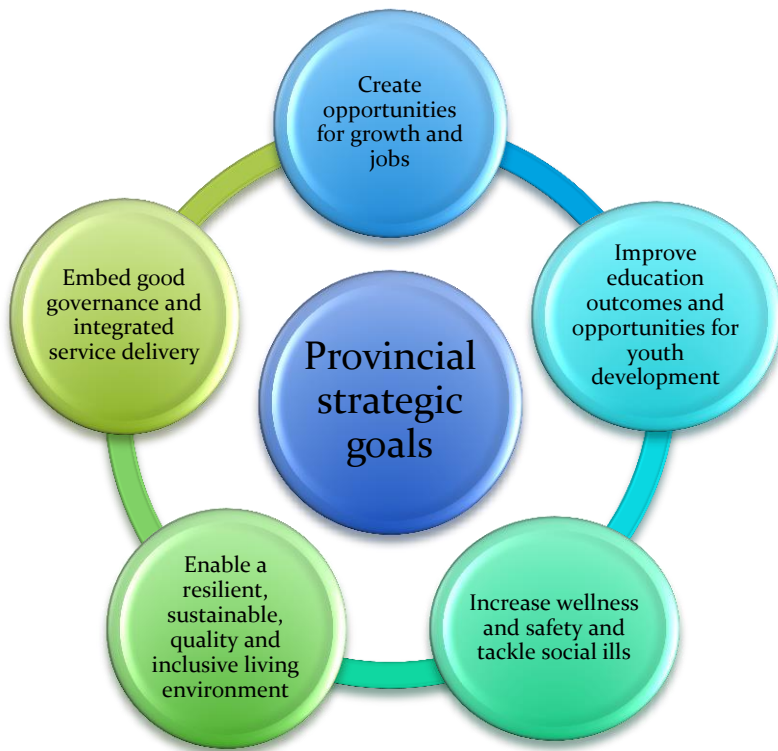 Create
opportunities
for growth and
jobs
Improve
education
outcomes and
opportunities for
youth
development
Increase wellness
and safety and
tackle social ills
Enable a
resilient,
sustainable,
quality and
inclusive living
environment
Embed good
governance and
integrated
service delivery
Provincial
strategic
goals